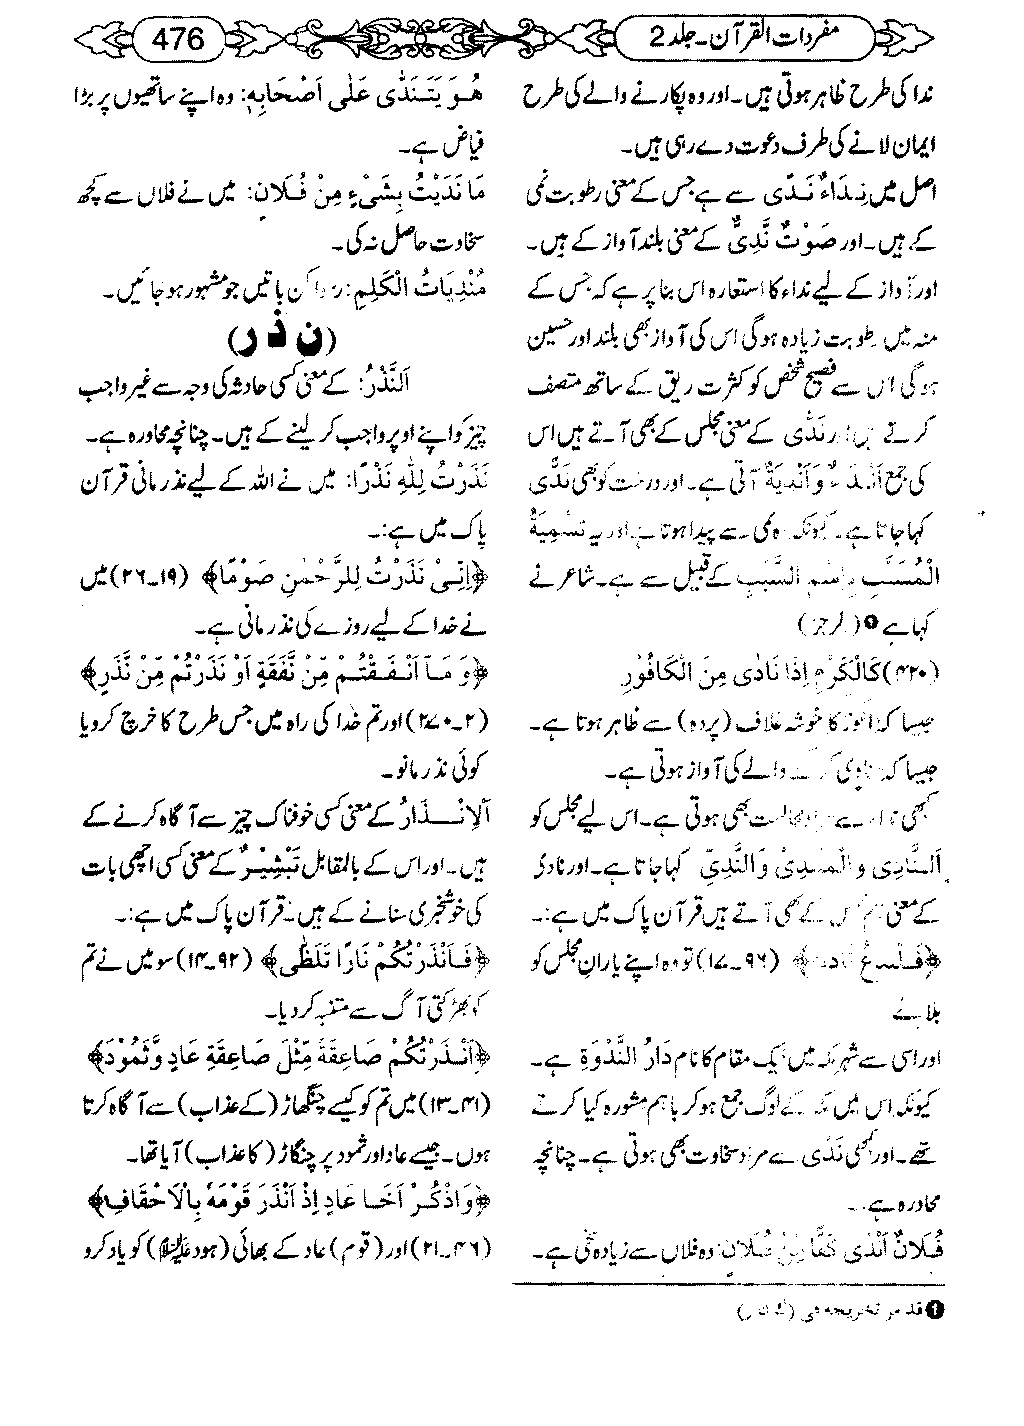 مفردات القرآن ۔ جلد 2
476
ندا کی طرح ظاہر ہوتی ہیں۔ اور وہ پکارنے والے کی طرح
ایمان لانے کی طرف دعوت دے رہی ہیں۔
اصل میں نِدَاءٌ نَدًی سے ہے جس کے معنی رطوبت نمی
کے ہیں۔ اور صَوْتٌ نَدِیٌّ کے معنی بلند آواز کے ہیں۔
اور آواز کے لیے نداء کا استعارہ اس بنا پر ہے کہ جس کے
منہ میں رطوبت زیادہ ہوگی اس کی آواز بھی بلند اور حسین
ہوگی اس سے فصیح شخص کو کثرت ریق کے ساتھ متصف
کرتے ہیں اور نَدًی کے معنی مجلس کے بھی آتے ہیں اس
کی جمع اَنْدَاءٌ وَاَنْدِیَةٌ آتی ہے۔ اور درخت کو بھی نَدًی
کہا جاتا ہے۔ کیونکہ وہ نمی سے پیدا ہوتا ہے اور یہ تَسْمِیَةُ
الْمُسَبَّبِ بِاسْمِ السَّبَبِ کے قبیل سے ہے۔ شاعر نے
کہا ہے ❶ (الرجز)
(۴۲۰) کَالْکَرْمِ اِذَا نَادٰی مِنَ الْکَافُوْرِ
جیسا کہ انگور کا خوشہ غلاف (پردہ) سے ظاہر ہوتا ہے۔
جیسا کہ والے کی آواز ہوتی ہے۔
کبھی سے مجالست بھی ہوتی ہے۔ اس لیے مجلس کو
اَلنَّادِی وَالْمُنْتَدٰی وَالنَّدِیُّ کہا جاتا ہے۔ اور نادی
کے معنی ہم مجلس کے بھی آتے ہیں قرآن پاک میں ہے:۔
﴿فَلْیَدْعُ نَادِیَهٗ﴾ (۹۶۔۱۷) تو وہ اپنے یاران مجلس کو
بلائے
اور اسی سے شہر مکہ میں ایک مقام کا نام دَارُ النَّدْوَةِ ہے۔
کیونکہ اس میں مکہ کے لوگ جمع ہوکر باہم مشورہ کیا کرتے
تھے۔ اور کبھی نَدًی سے مراد سخاوت بھی ہوتی ہے۔ چنانچہ
محاورہ ہے۔
فُلَانٌ اَنْدٰی کَفًّا مِنْ فُلَانٍ: وہ فلاں سے زیادہ سخی ہے۔
❶ قد مر تخریجه فی (ك ف ر)
هُوَ یَتَنَدّٰی عَلٰی اَصْحَابِهٖ: وہ اپنے ساتھیوں پر بڑا
فیاض ہے۔
مَا نَدَیْتُ بِشَیْءٍ مِنْ فُلَانٍ: میں نے فلاں سے کچھ
سخاوت حاصل نہ کی۔
مُنْدِیَاتُ الْکَلِمِ: رسوا کن باتیں جو مشہور ہو جائیں۔
(ن ذ ر)
اَلنَّذْرُ: کے معنی کسی حادثہ کی وجہ سے غیر واجب
چیز کو اپنے اوپر واجب کر لینے کے ہیں۔ چنانچہ محاورہ ہے۔
نَذَرْتُ لِلّٰهِ نَذْرًا: میں نے اللہ کے لیے نذر مانی قرآن
پاک میں ہے:۔
﴿اِنِّیْ نَذَرْتُ لِلرَّحْمٰنِ صَوْمًا﴾ (۱۹۔۲۶) میں
نے خدا کے لیے روزے کی نذر مانی ہے۔
﴿وَمَآ اَنْفَقْتُمْ مِّنْ نَّفَقَةٍ اَوْ نَذَرْتُمْ مِّنْ نَّذْرٍ﴾
(۲۔۲۷۰) اور تم خدا کی راہ میں جس طرح کا خرچ کرو یا
کوئی نذر مانو۔
اَلْاِنْذَارُ کے معنی کسی خوفناک چیز سے آگاہ کرنے کے
ہیں۔ اور اس کے بالمقابل تَبْشِیْرٌ کے معنی کسی اچھی بات
کی خوشخبری سنانے کے ہیں۔ قرآن پاک میں ہے:۔
﴿فَاَنْذَرْتُکُمْ نَارًا تَلَظّٰی﴾ (۹۲۔۱۴) سو میں نے تم
کو بھڑکتی آگ سے متنبہ کر دیا۔
﴿اَنْذَرْتُکُمْ صَاعِقَةً مِّثْلَ صَاعِقَةِ عَادٍ وَّثَمُوْدَ﴾
(۴۱۔۱۳) میں تم کو کیسے چنگھاڑ (کے عذاب) سے آگاہ کرتا
ہوں۔ جیسے عاد اور ثمود پر چنگاڑ (کا عذاب) آیا تھا۔
﴿وَاذْکُرْ اَخَا عَادٍ اِذْ اَنْذَرَ قَوْمَهٗ بِالْاَحْقَافِ﴾
(۴۶۔۲۱) اور (قوم) عاد کے بھائی (ہود علیہ السلام) کو یاد کرو